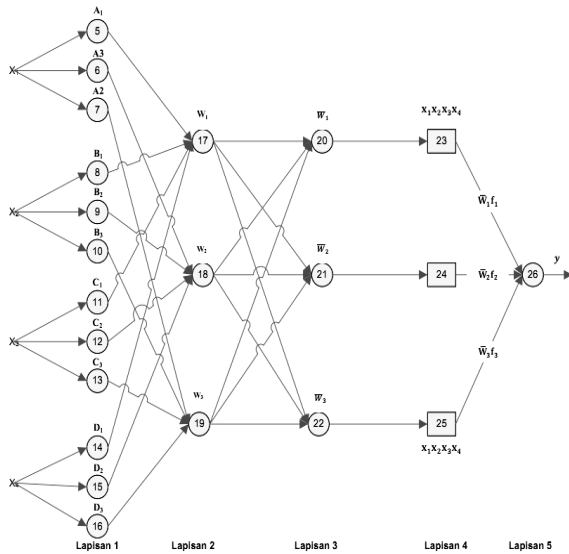 A1
5
A3
6
X1
A2
7
W1
W̅1
X1X2X3X4
17
20
23
B1
8
B2
9
X2
B3
10
W̅1f1
W2
W̅2
y
18
21
24
W̅2f2
26
C1
11
C2
12
X3
C3
13
W̅3f3
W3
W̅3
19
22
25
X1X2X3X4
D1
14
D2
15
X4
D3
16
Lapisan 1
Lapisan 2
Lapisan 3
Lapisan 4
Lapisan 5